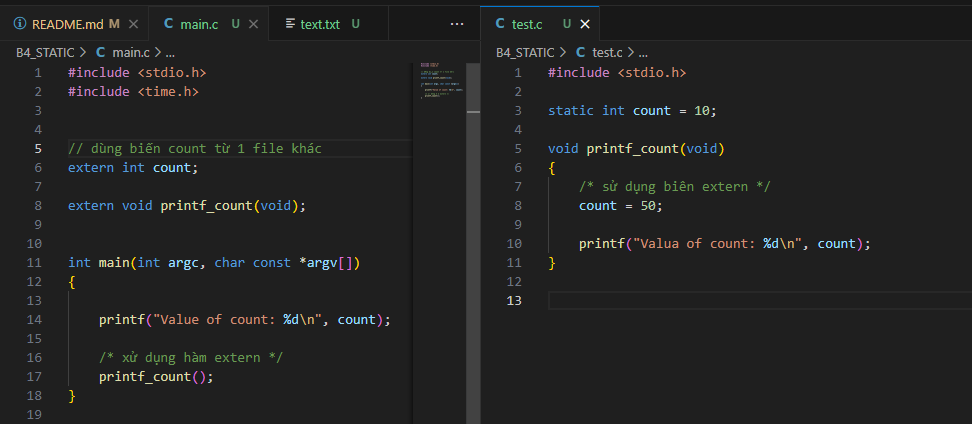 README.md M
main.c U
text.txt U
...
B4_STATIC > C main.c > ...
1 #include <stdio.h>
2 #include <time.h>
3
4
5 // dùng biến count từ 1 file khác
6 extern int count;
7
8 extern void printf_count(void);
9
10
11 int main(int argc, char const *argv[])
12 {
13
14 printf("Value of count: %d\n", count);
15
16 /* xử dụng hàm extern */
17 printf_count();
18 }
19
C test.c U
B4_STATIC > C test.c > ...
1 #include <stdio.h>
2
3 static int count = 10;
4
5 void printf_count(void)
6 {
7 /* sử dụng biên extern */
8 count = 50;
9
10 printf("Valua of count: %d\n", count);
11 }
12
13